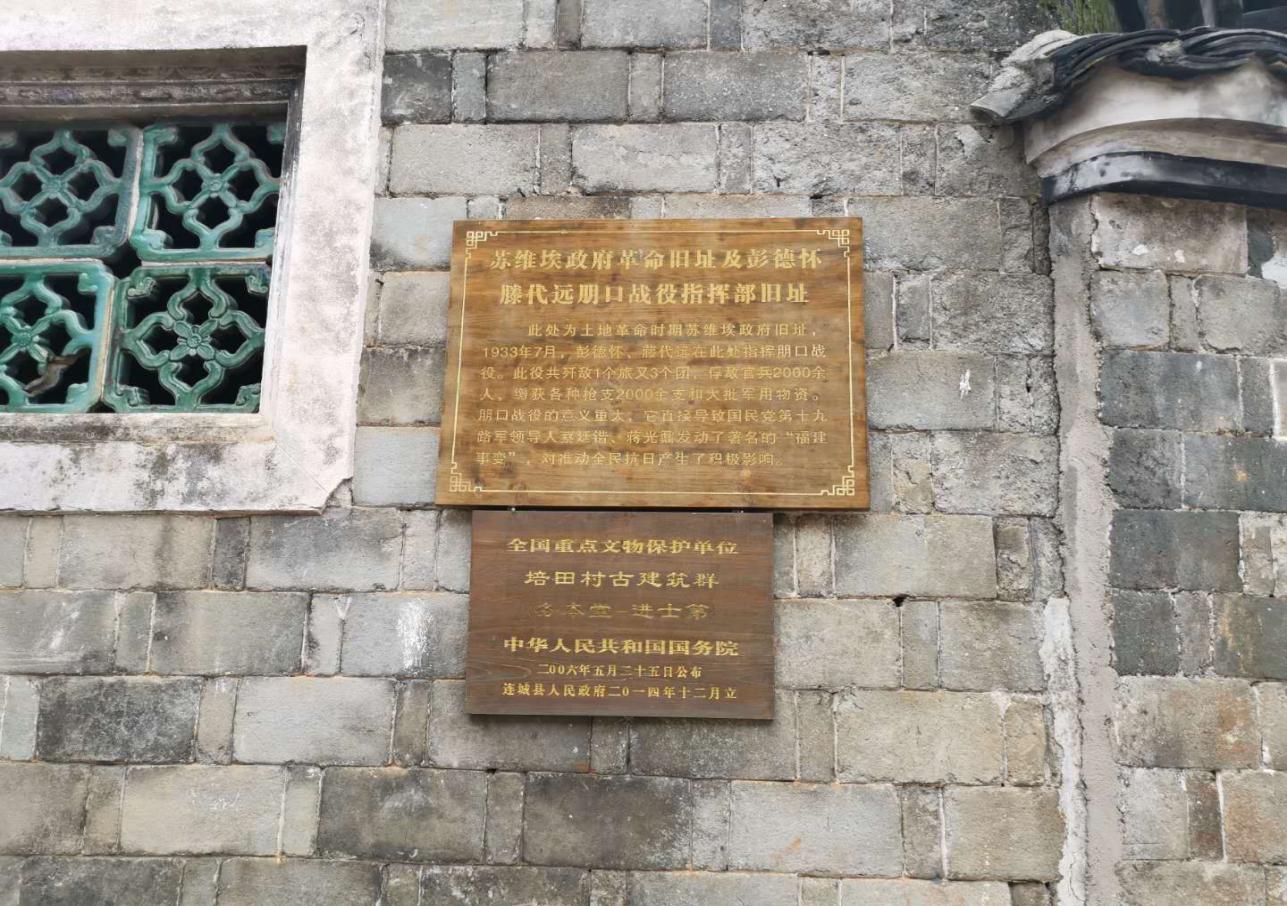 苏维埃政府革命旧址及彭德怀
滕代远朋口战役指挥部旧址
此处为土地革命时期苏维埃政府旧址，
1933年7月，彭德怀、滕代远在此处指挥朋口战
役。此役共歼敌1个旅又3个团，俘敌官兵2000余
人，缴获各种枪支2000余支和大批军用物资。
朋口战役的意义重大，它直接导致国民党第十九
路军领导人廷锴、蒋光鼐发动了著名的“福建
事变”，对推动全民抗日产生了积极影响。
全国重点文物保护单位
培田村古建筑群
务本堂-进士第
中华人民共和国国务院
二00六年五月二十五日公布
连城县人民政府二0一四年十二月立